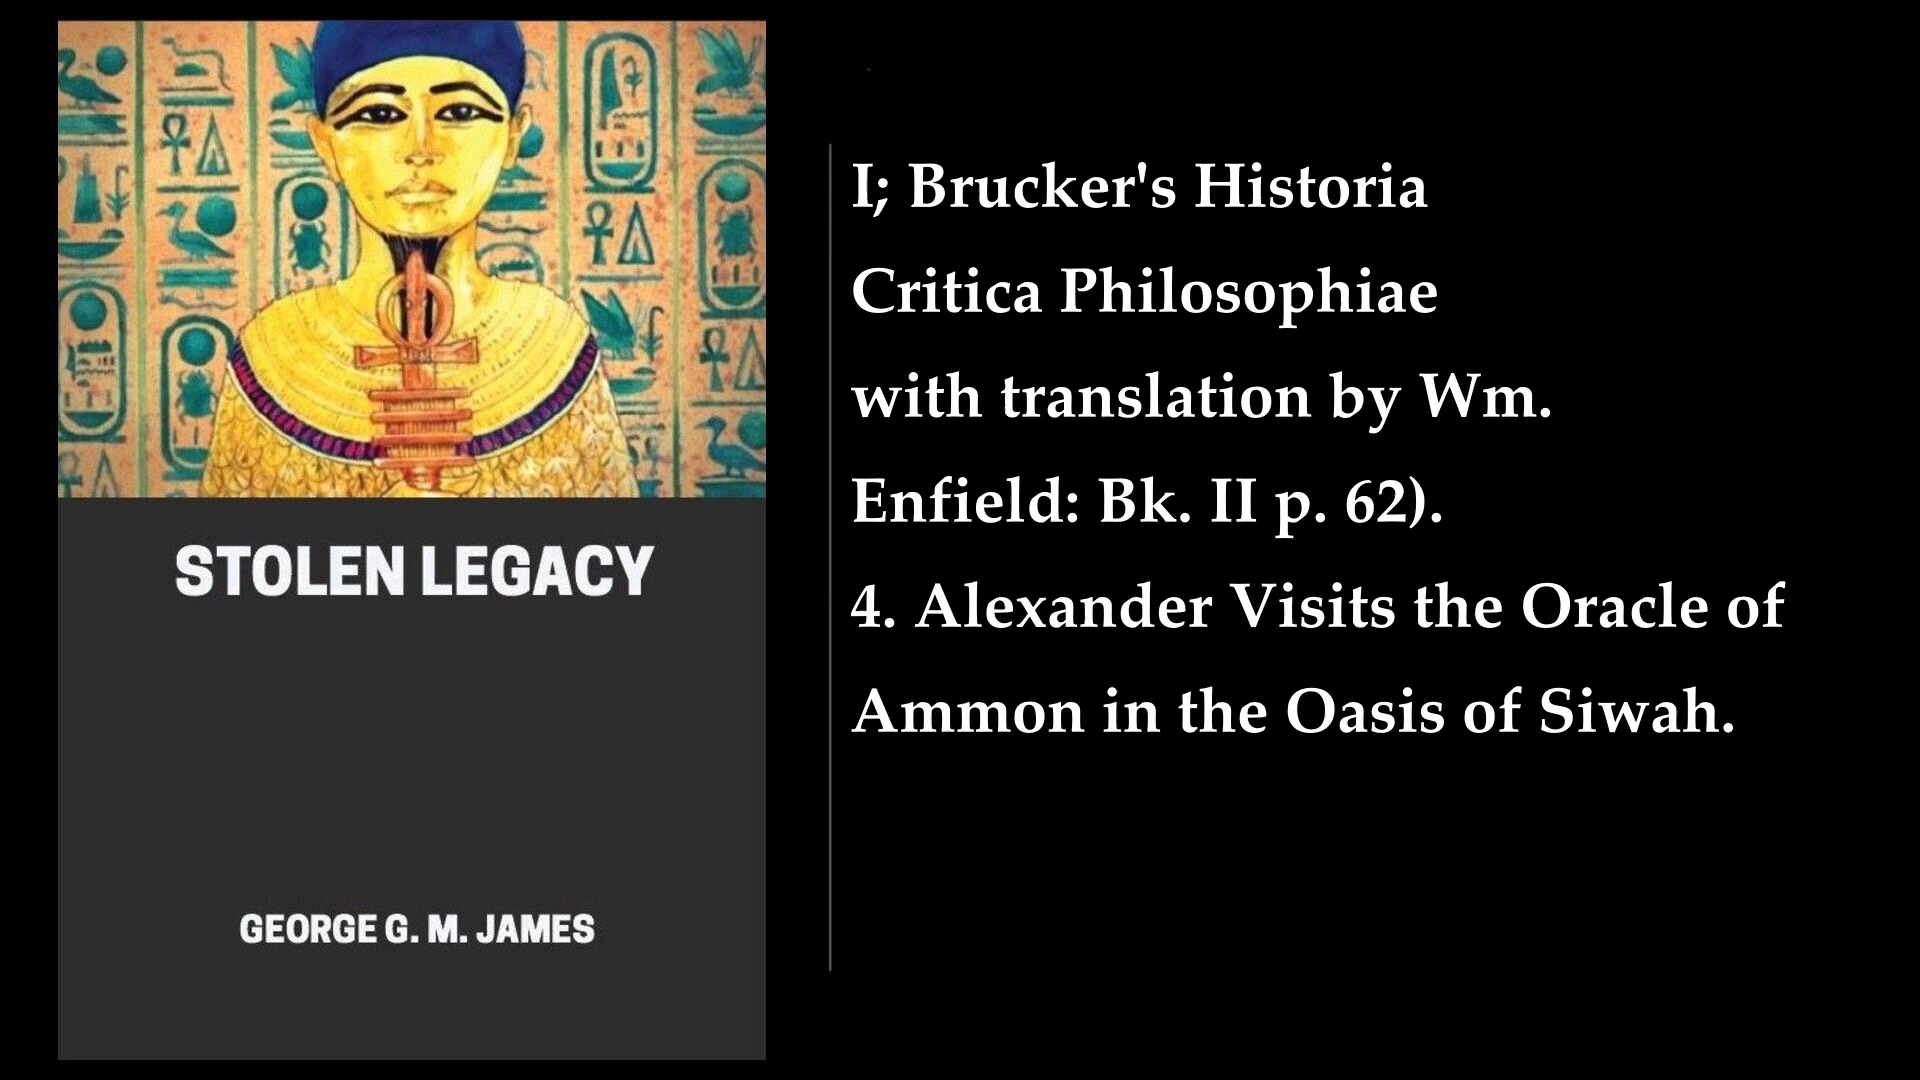 STOLEN LEGACY
GEORGE G. M. JAMES
I; Brucker's Historia
Critica Philosophiae
with translation by Wm.
Enfield: Bk. II p. 62).
4. Alexander Visits the Oracle of
Ammon in the Oasis of Siwah.